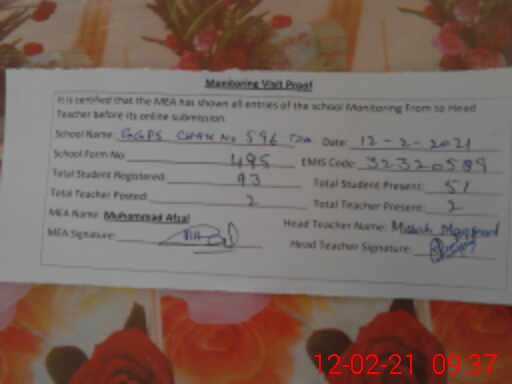 Monitoring Visit Proof
It is certified that the MEA has shown all entries of the school Monitoring From to Head
Teacher before its online submission.
School Name: GGPS CHAK No 596 TDA Date: 12-2-2021
School Form No: 495 EMIS Code: 32320589
Total Student Registered: 93 Total Student Present: 51
Total Teacher Posted: 2 Total Teacher Present: 2
MEA Name: Muhammad Afzal Head Teacher Name: Misbah
MEA Signature: Head Teacher Signature:
12-02-21 09:37